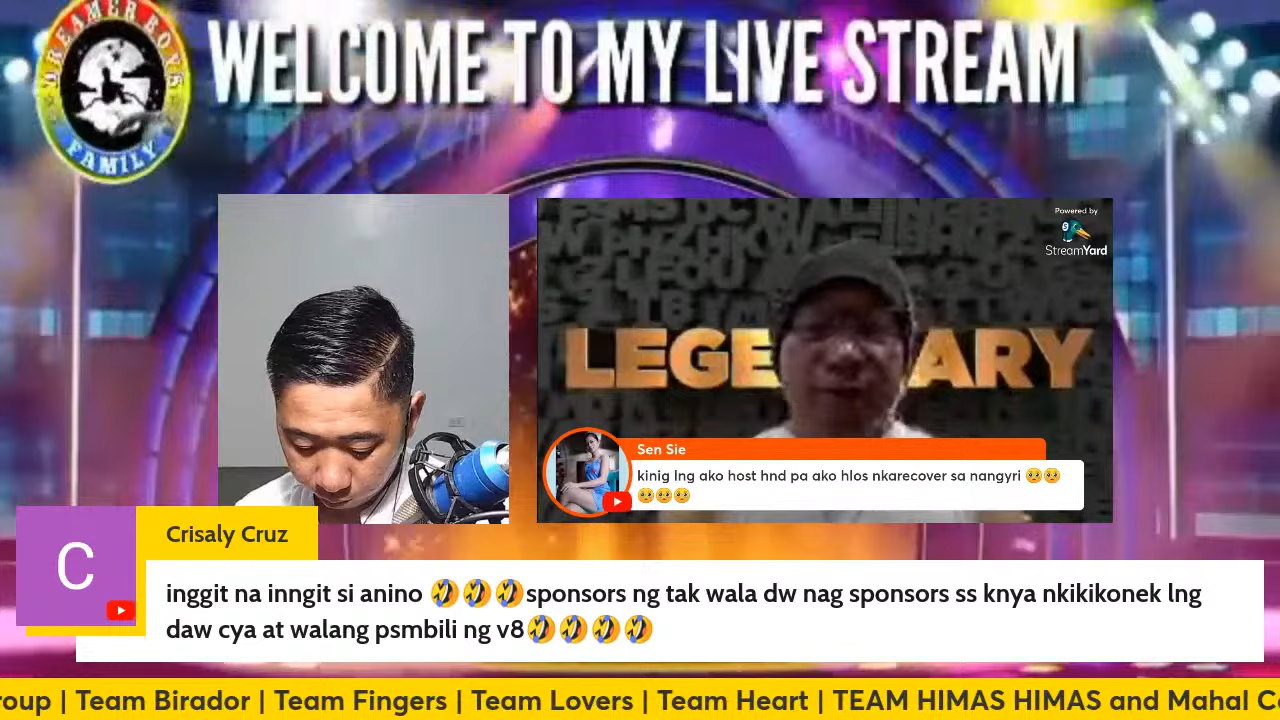 DREAMER BOYS
FAMILY
WELCOME TO MY LIVE STREAM
Powered by
StreamYard
LEGE ARY
Sen Sie
kinig lng ako host hnd pa ako hlos nkarecover sa nangyri 🥺🥺
🥺🥺🥺
C
Crisaly Cruz
inggit na inngit si anino 🤣🤣🤣sponsors ng tak wala dw nag sponsors ss knya nkikikonek lng
daw cya at walang psmbili ng v8🤣🤣🤣🤣
roup | Team Birador | Team Fingers | Team Lovers | Team Heart | TEAM HIMAS HIMAS and Mahal Ca